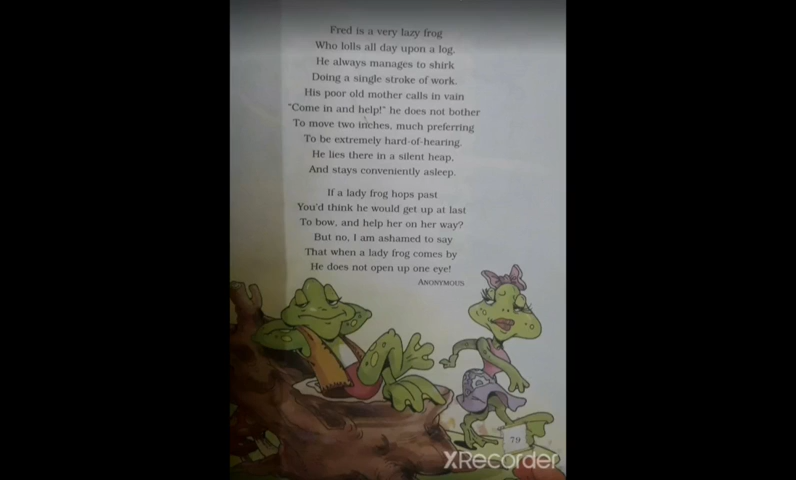 Fred is a very lazy frog
Who lolls all day upon a log.
He always manages to shirk
Doing a single stroke of work.
His poor old mother calls in vain
"Come in and help!" he does not bother
To move two inches, much preferring
To be extremely hard-of-hearing.
He lies there in a silent heap,
And stays conveniently asleep.
If a lady frog hops past
You'd think he would get up at last
To bow, and help her on her way?
But no, I am ashamed to say
That when a lady frog comes by
He does not open up one eye!
ANONYMOUS
79
XRecorder